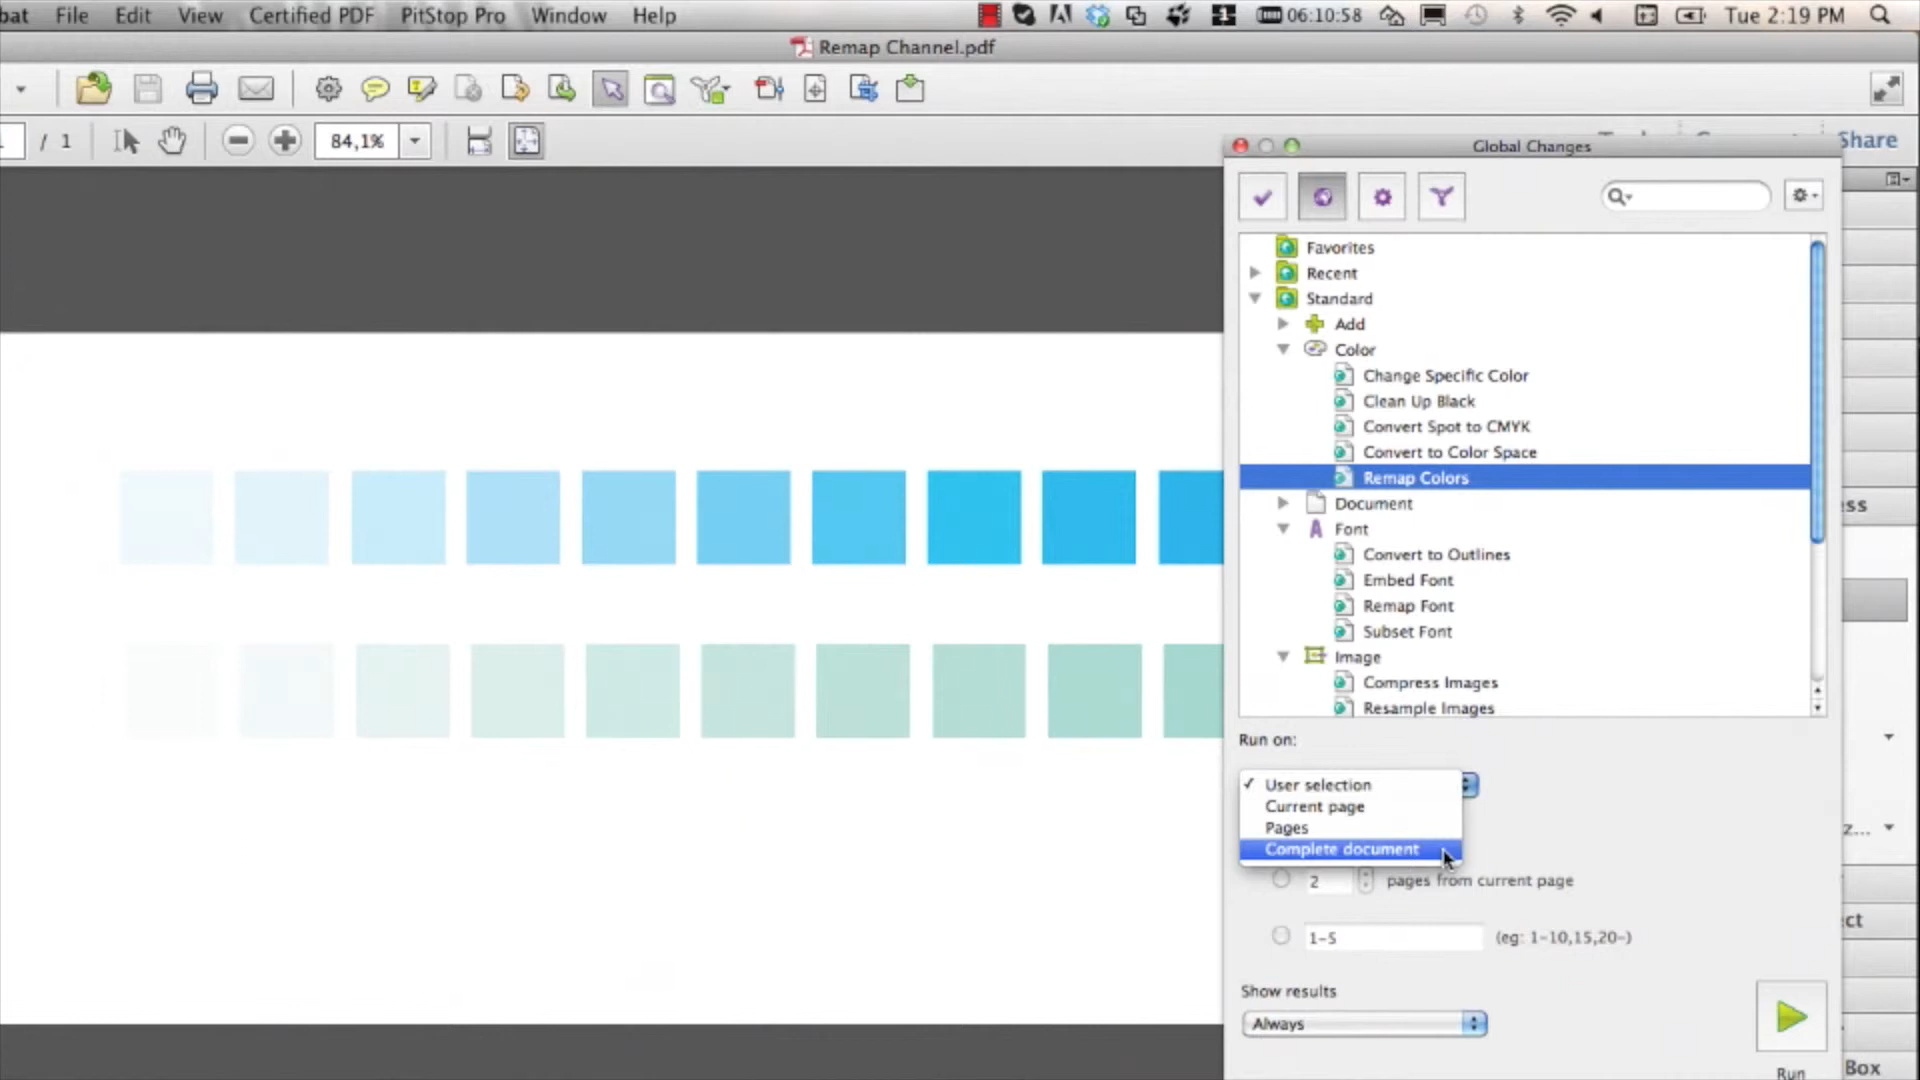 bat File Edit View Certified PDF PitStop Pro Window Help 1 06:10:58 Tue 2:19 PM
Remap Channel.pdf
/ 1 84,1% Share
Global Changes
Favorites
Recent
Standard
Add
Color
Change Specific Color
Clean Up Black
Convert Spot to CMYK
Convert to Color Space
Remap Colors
Document
ess
Font
Convert to Outlines
Embed Font
Remap Font
Subset Font
Image
Compress Images
Resample Images
Run on:
User selection
Current page
Pages
Complete document
z...
2 pages from current page
ct
1-5 (eg: 1-10,15,20-)
Show results
Always
Run
Box